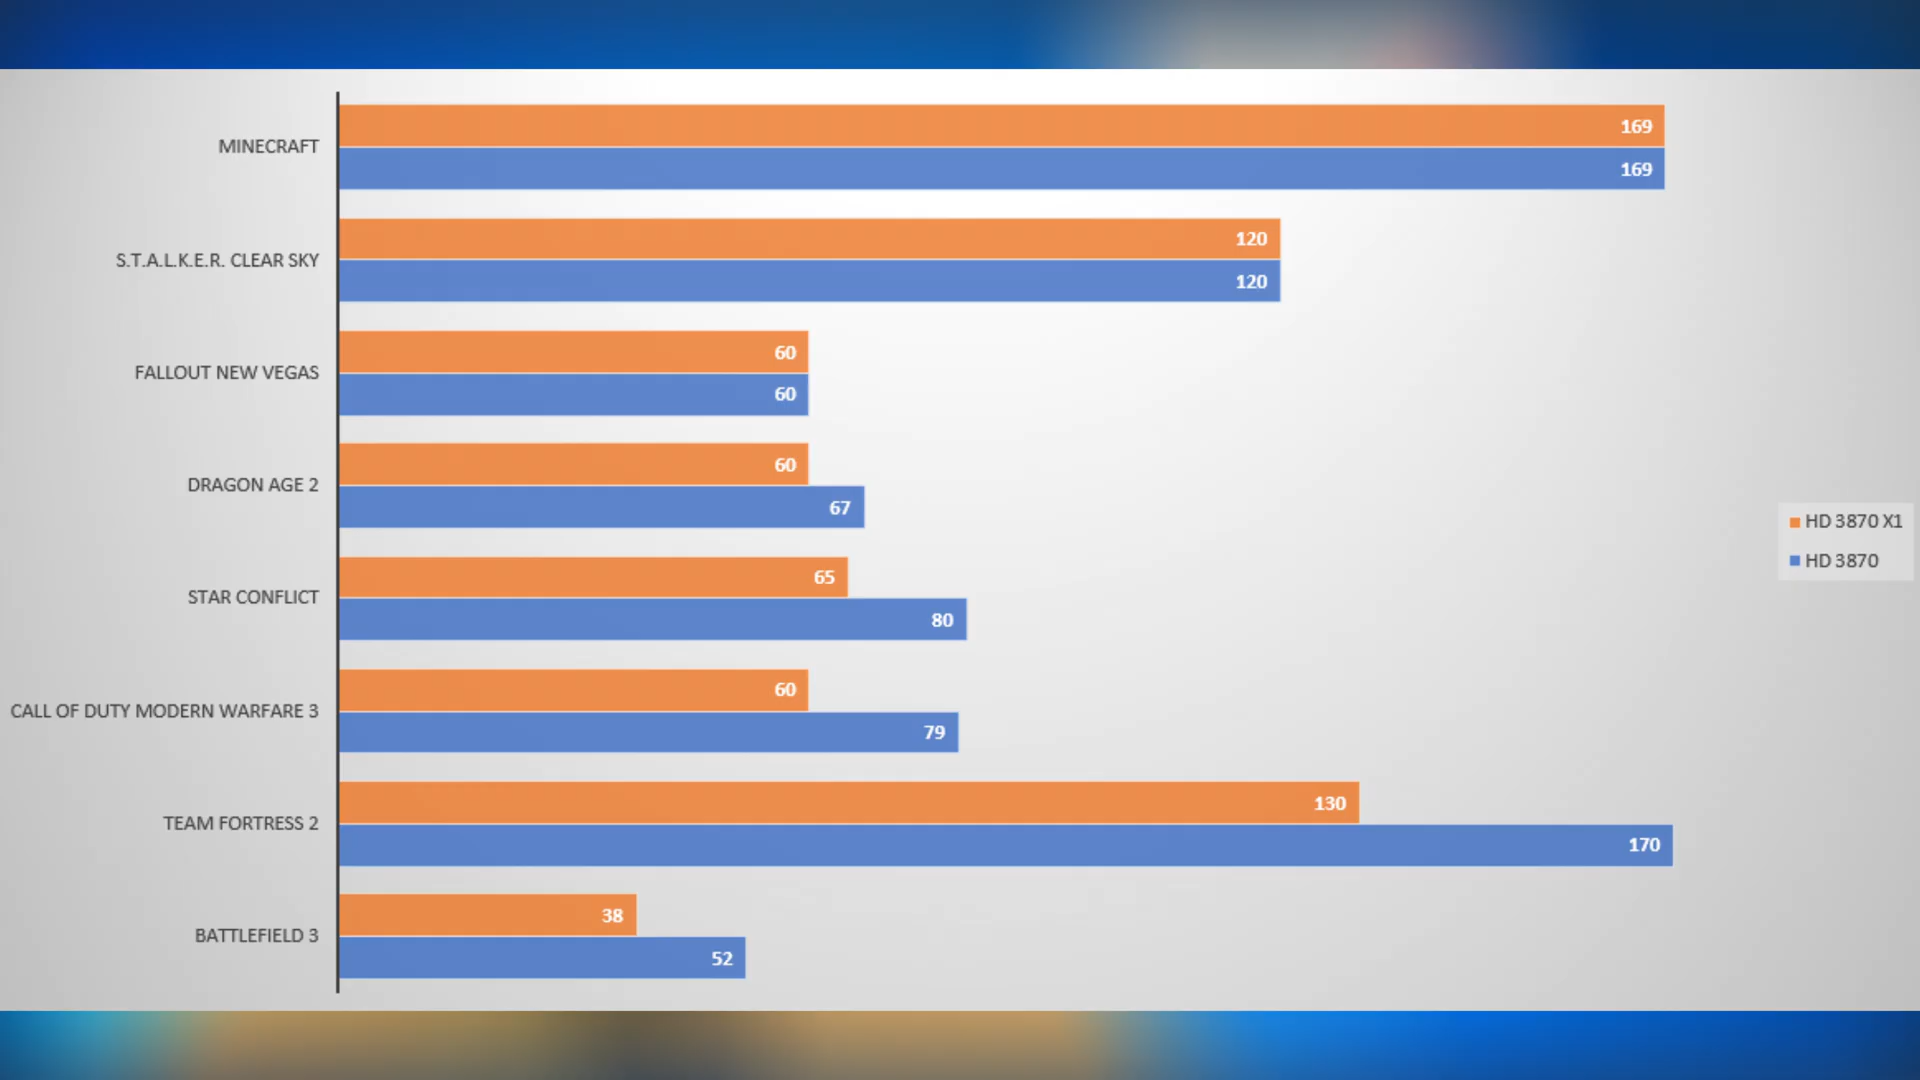 MINECRAFT
169
169
S.T.A.L.K.E.R. CLEAR SKY
120
120
FALLOUT NEW VEGAS
60
60
DRAGON AGE 2
60
67
STAR CONFLICT
65
80
CALL OF DUTY MODERN WARFARE 3
60
79
TEAM FORTRESS 2
130
170
BATTLEFIELD 3
38
52
HD 3870 X1
HD 3870